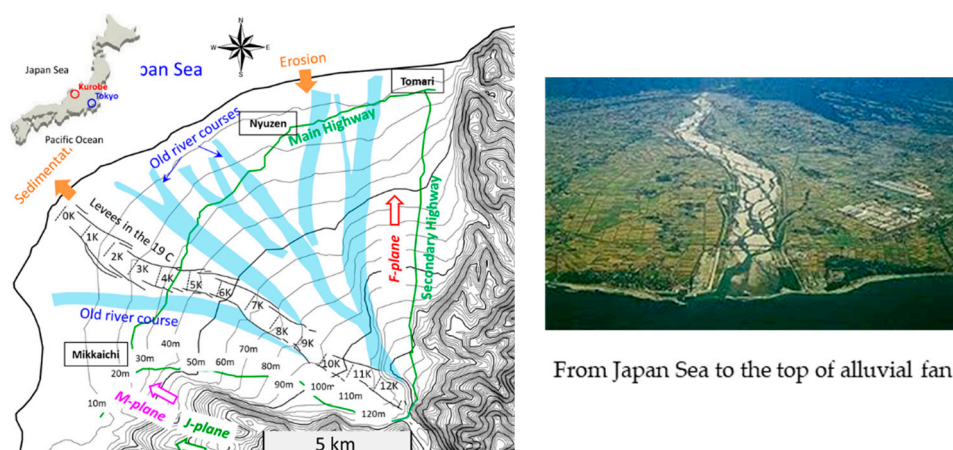 Japan Sea
Kurobe
Tokyo
Pacific Ocean
pan Sea
N
W
E
S
Erosion
Tomari
Nyuzen
Main Highway
Old river courses
Sedimentat
Levees in the 19 C
0K
1K
2K
3K
4K
5K
6K
7K
8K
9K
10K
11K
12K
F-plane
Secondary Highway
Old river course
Mikkaichi
10m
20m
30m
40m
50m
60m
70m
80m
90m
100m
110m
120m
M-plane
J-plane
5 km
From Japan Sea to the top of alluvial fan